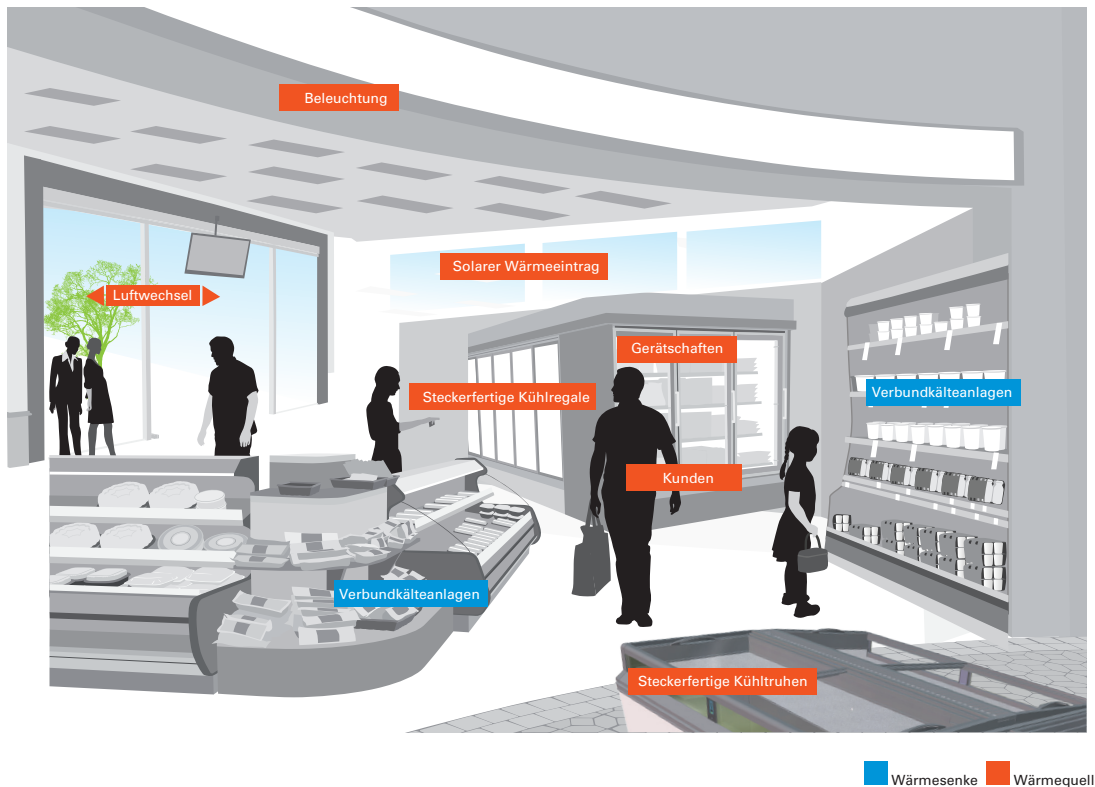 Beleuchtung
Solarer Wärmeeintrag
Luftwechsel
Gerätschaften
Steckerfertige Kühlregale
Verbundkälteanlagen
Kunden
Verbundkälteanlagen
Steckerfertige Kühltruhen
Wärmesenke
Wärmequell